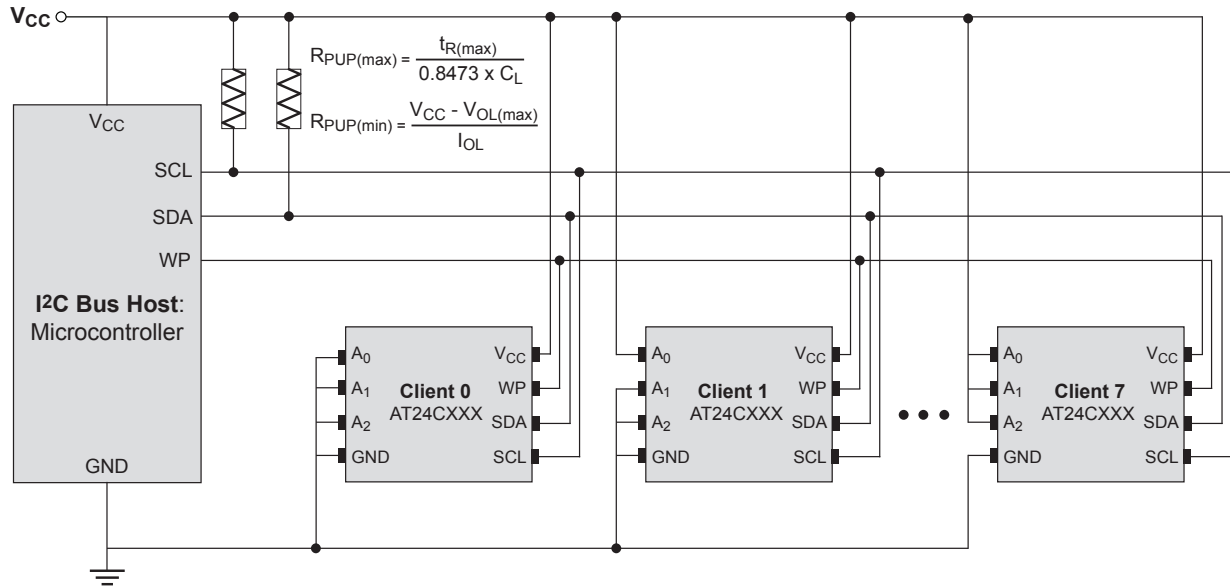 VCC
RPUP(max) = tR(max)
0.8473 x CL
RPUP(min) = VCC - VOL(max)
IOL
VCC
SCL
SDA
WP
I2C Bus Host:
Microcontroller
GND
A0
A1
A2
GND
Client 0
AT24CXXX
VCC
WP
SDA
SCL
A0
A1
A2
GND
Client 1
AT24CXXX
VCC
WP
SDA
SCL
A0
A1
A2
GND
Client 7
AT24CXXX
VCC
WP
SDA
SCL